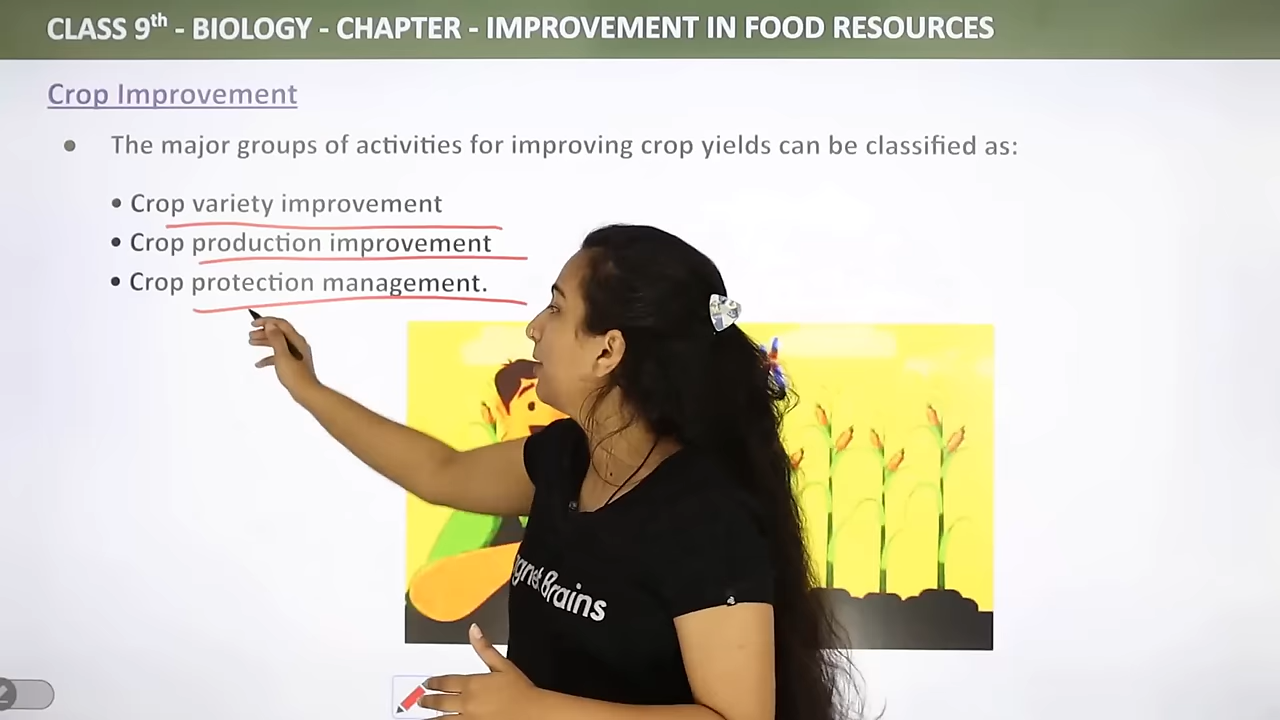 CLASS 9th - BIOLOGY - CHAPTER - IMPROVEMENT IN FOOD RESOURCES
Crop Improvement
● The major groups of activities for improving crop yields can be classified as:
• Crop variety improvement
• Crop production improvement
• Crop protection management.
Brains